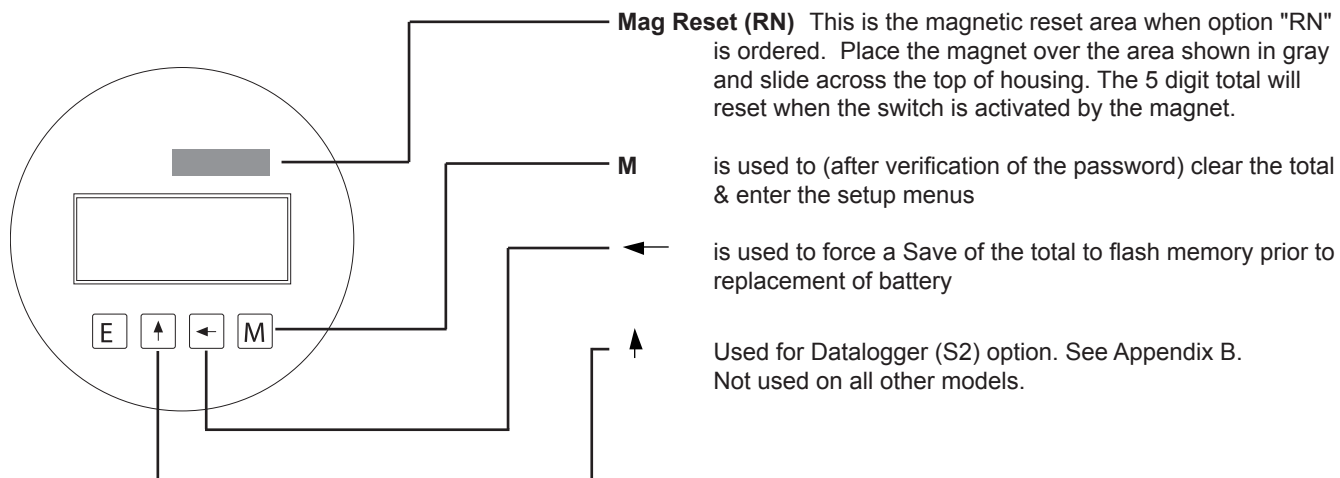 Mag Reset (RN) This is the magnetic reset area when option "RN"
is ordered. Place the magnet over the area shown in gray
and slide across the top of housing. The 5 digit total will
reset when the switch is activated by the magnet.
M is used to (after verification of the password) clear the total
& enter the setup menus
← is used to force a Save of the total to flash memory prior to
replacement of battery
↑ Used for Datalogger (S2) option. See Appendix B.
Not used on all other models.
E ↑ ← M